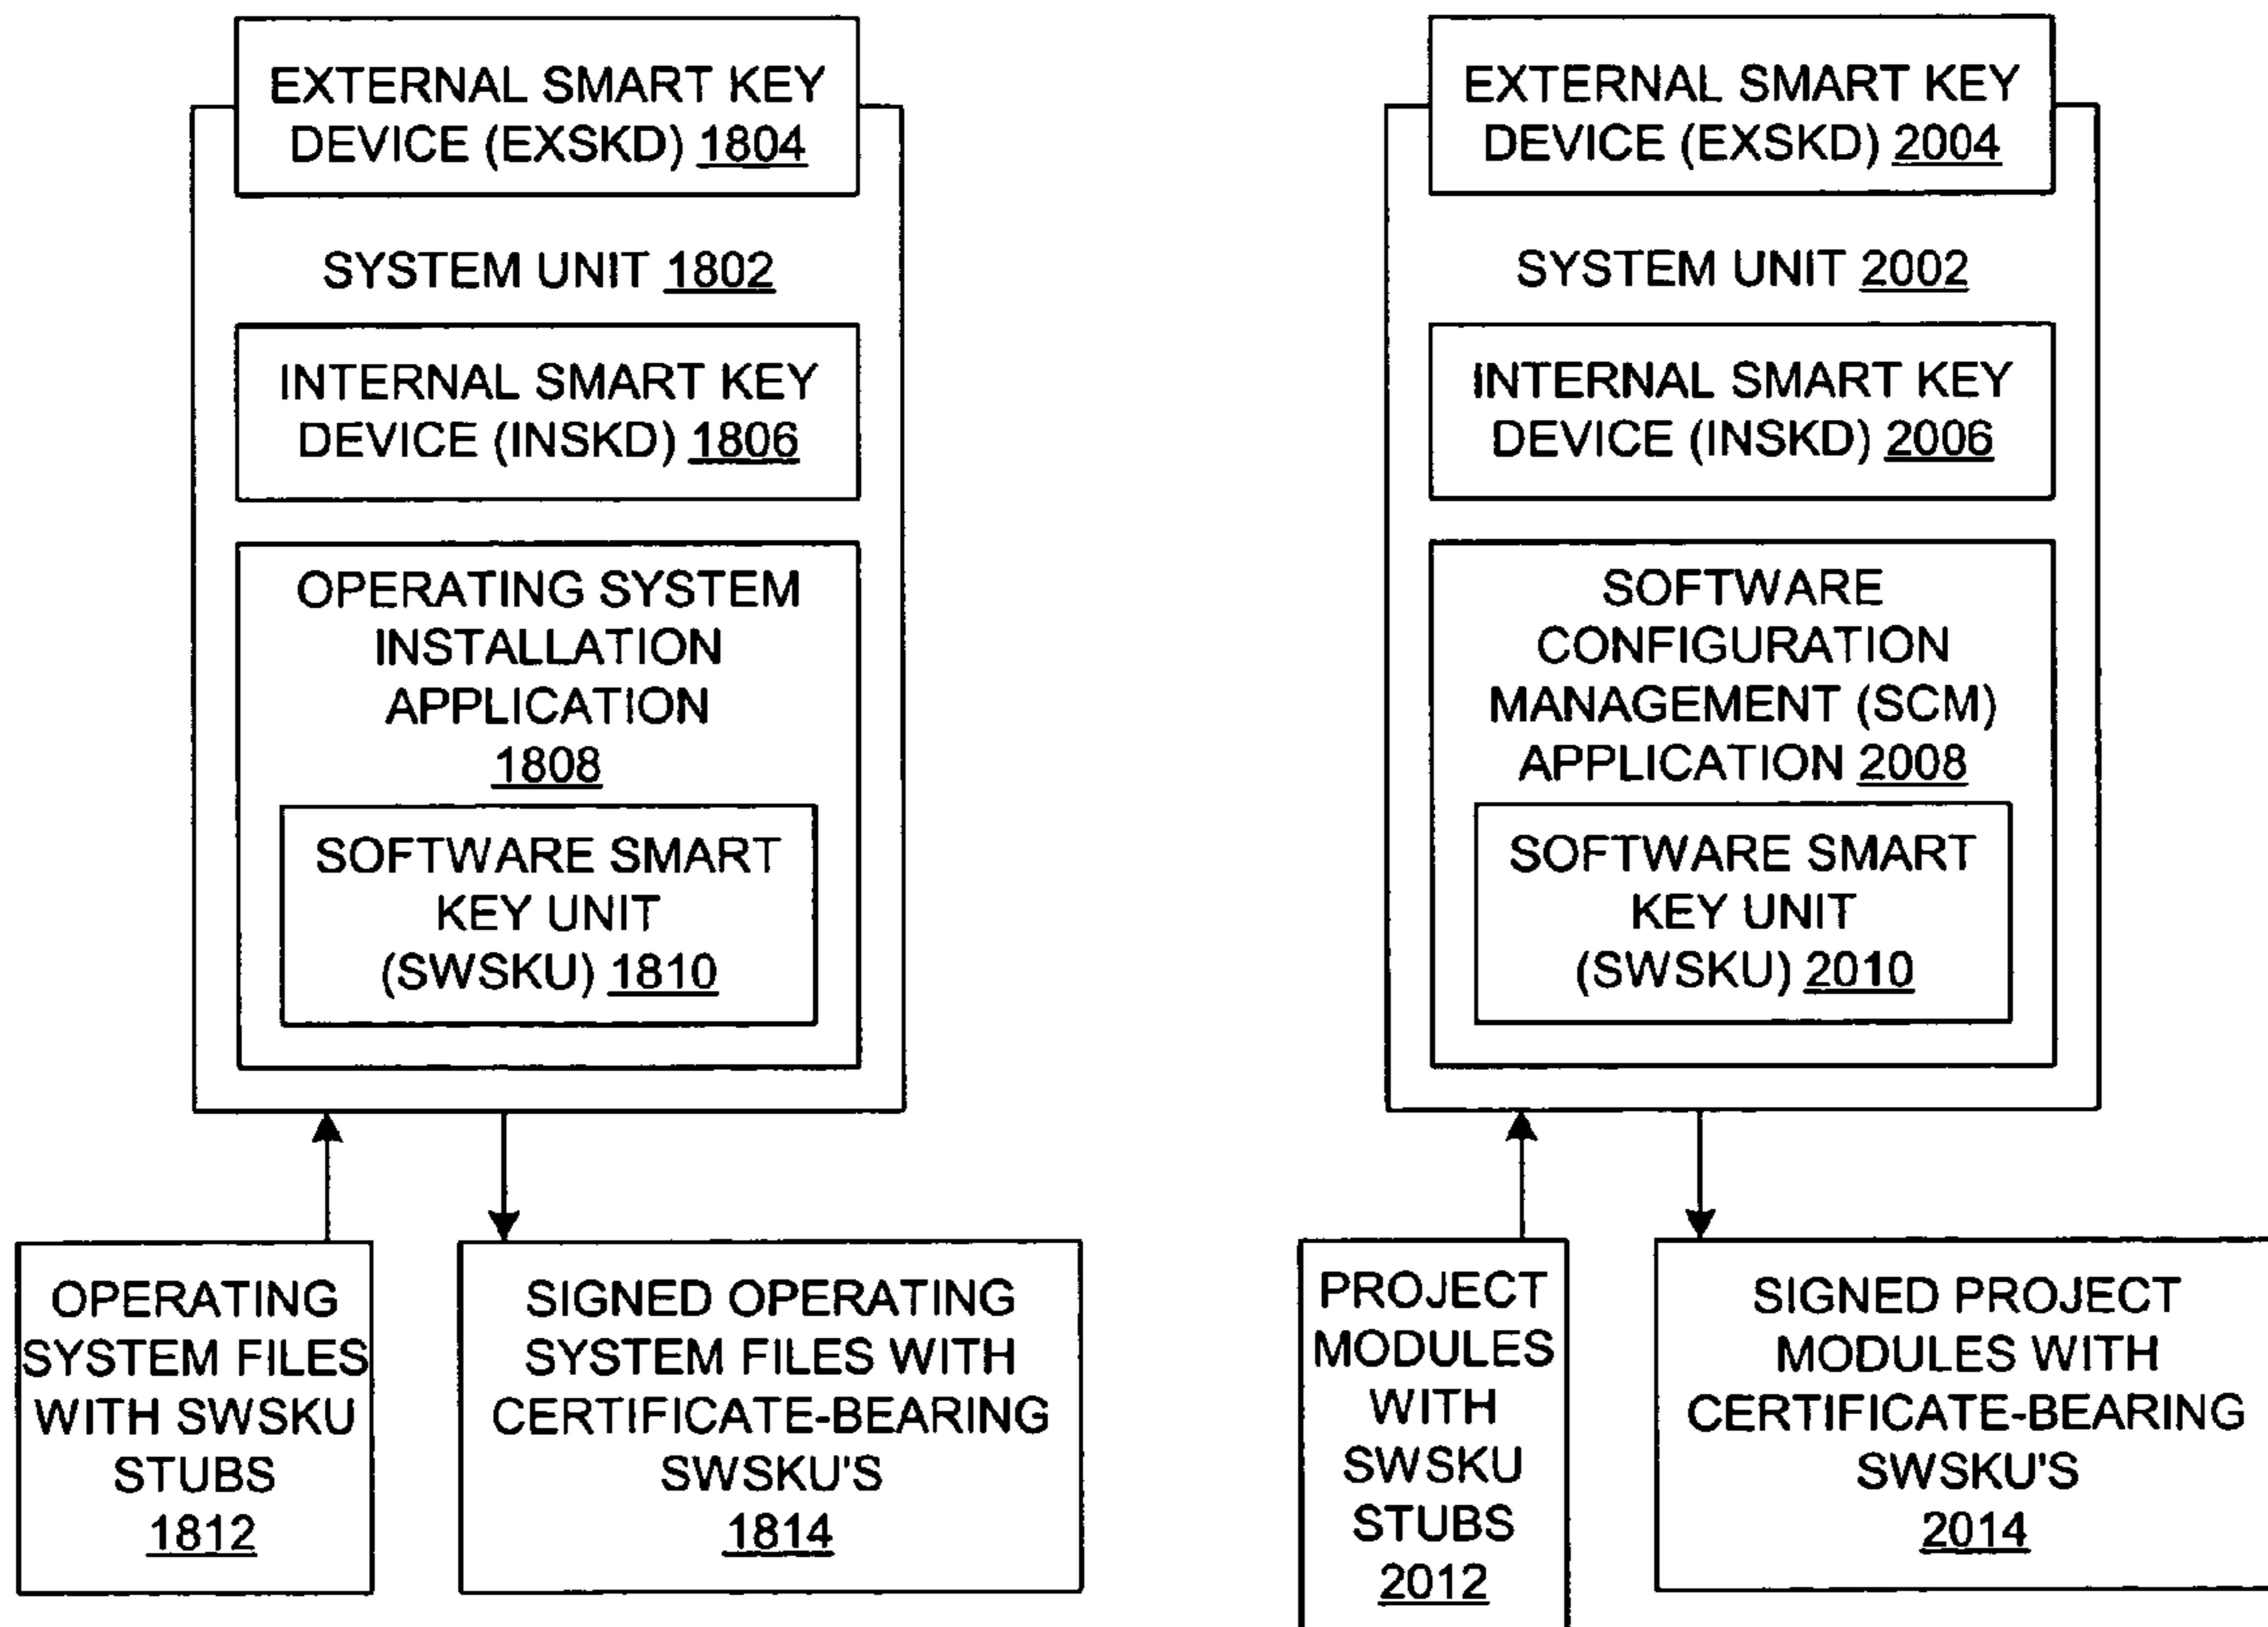 EXTERNAL SMART KEY
DEVICE (EXSKD) 1804
SYSTEM UNIT 1802
INTERNAL SMART KEY
DEVICE (INSKD) 1806
OPERATING SYSTEM
INSTALLATION
APPLICATION
1808
SOFTWARE SMART
KEY UNIT
(SWSKU) 1810
OPERATING
SYSTEM FILES
WITH SWSKU
STUBS
1812
SIGNED OPERATING
SYSTEM FILES WITH
CERTIFICATE-BEARING
SWSKU'S
1814
EXTERNAL SMART KEY
DEVICE (EXSKD) 2004
SYSTEM UNIT 2002
INTERNAL SMART KEY
DEVICE (INSKD) 2006
SOFTWARE
CONFIGURATION
MANAGEMENT (SCM)
APPLICATION 2008
SOFTWARE SMART
KEY UNIT
(SWSKU) 2010
PROJECT
MODULES
WITH
SWSKU
STUBS
2012
SIGNED PROJECT
MODULES WITH
CERTIFICATE-BEARING
SWSKU'S
2014